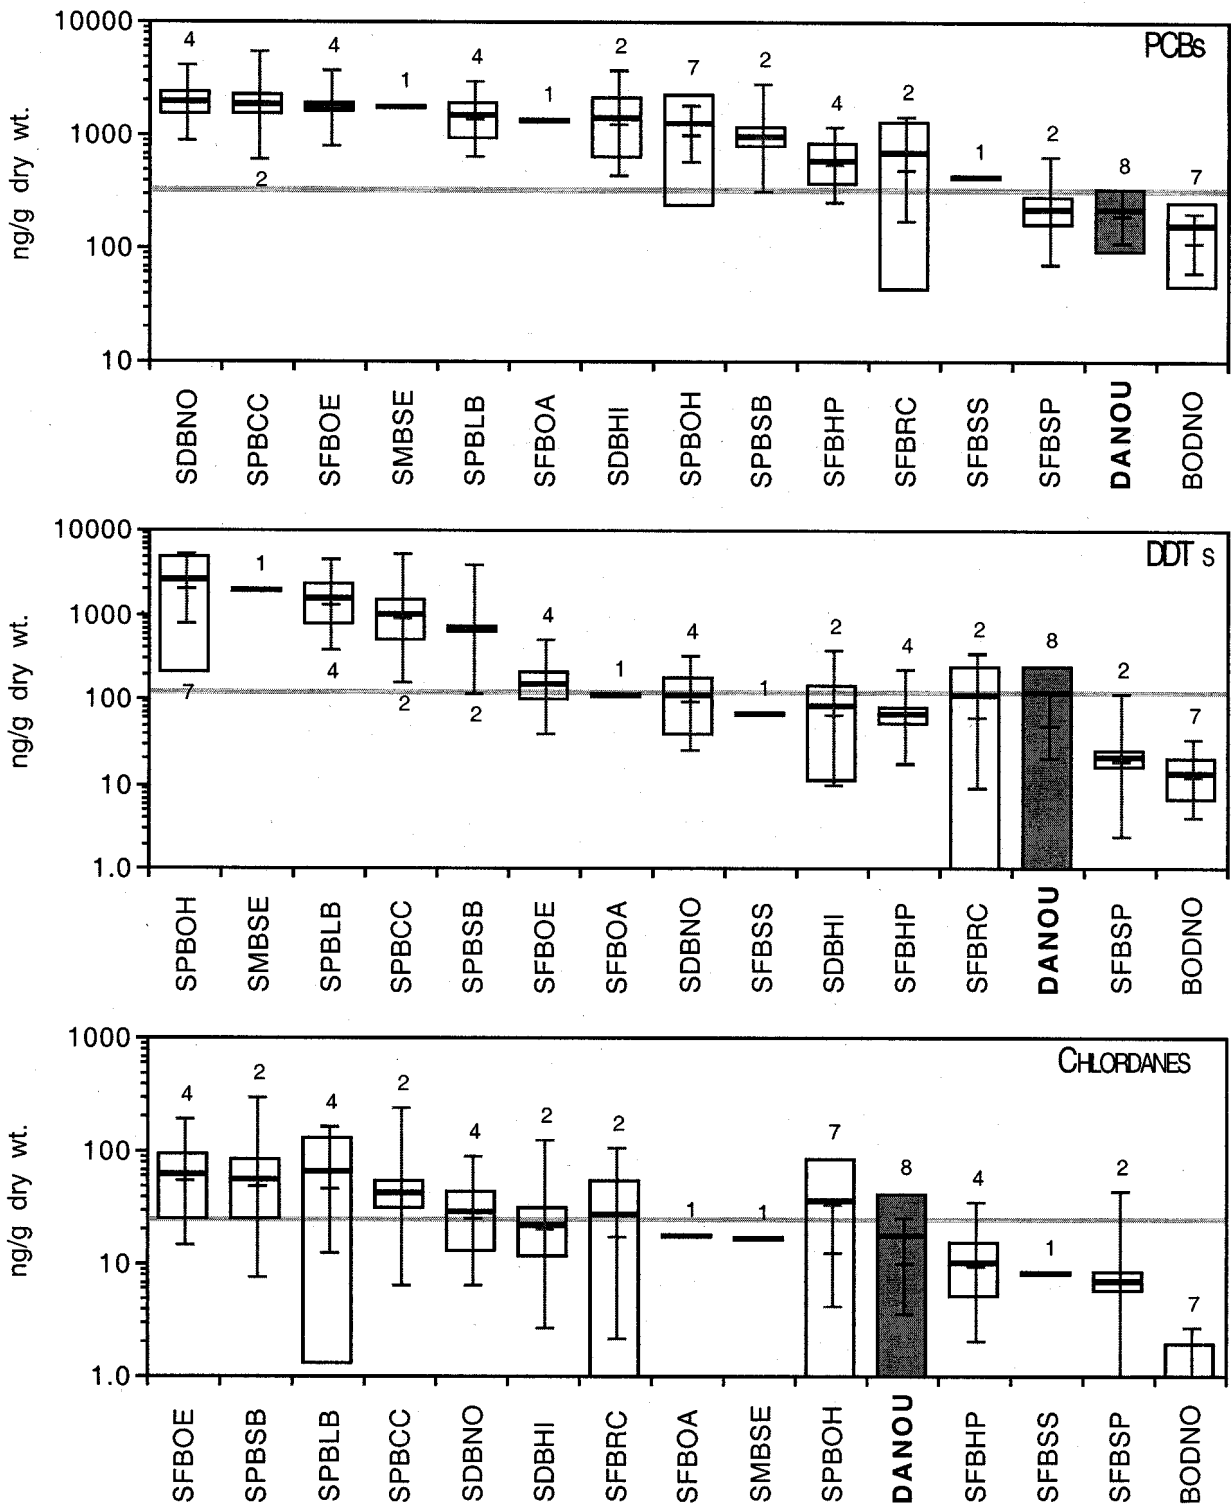 PCBs
10000
1000
100
10
ng/g dry wt.
4
2
4
1
4
1
2
7
2
4
2
1
2
8
7
SDBNO
SPBCC
SFBOE
SMBSE
SPBLB
SFBOA
SDBHI
SPBOH
SPBSB
SFBHP
SFBRC
SFBSS
SFBSP
DANOU
BODNO
DDTs
10000
1000
100
10
1.0
ng/g dry wt.
7
1
4
2
2
4
1
4
1
2
4
2
8
2
7
SPBOH
SMBSE
SPBLB
SPBCC
SPBSB
SFBOE
SFBOA
SDBNO
SFBSS
SDBHI
SFBHP
SFBRC
DANOU
SFBSP
BODNO
CHLORDANES
1000
100
10
1.0
ng/g dry wt.
4
2
4
2
4
2
2
1
1
7
8
4
1
2
7
SFBOE
SPBSB
SPBLB
SPBCC
SDBNO
SDBHI
SFBRC
SFBOA
SMBSE
SPBOH
DANOU
SFBHP
SFBSS
SFBSP
BODNO